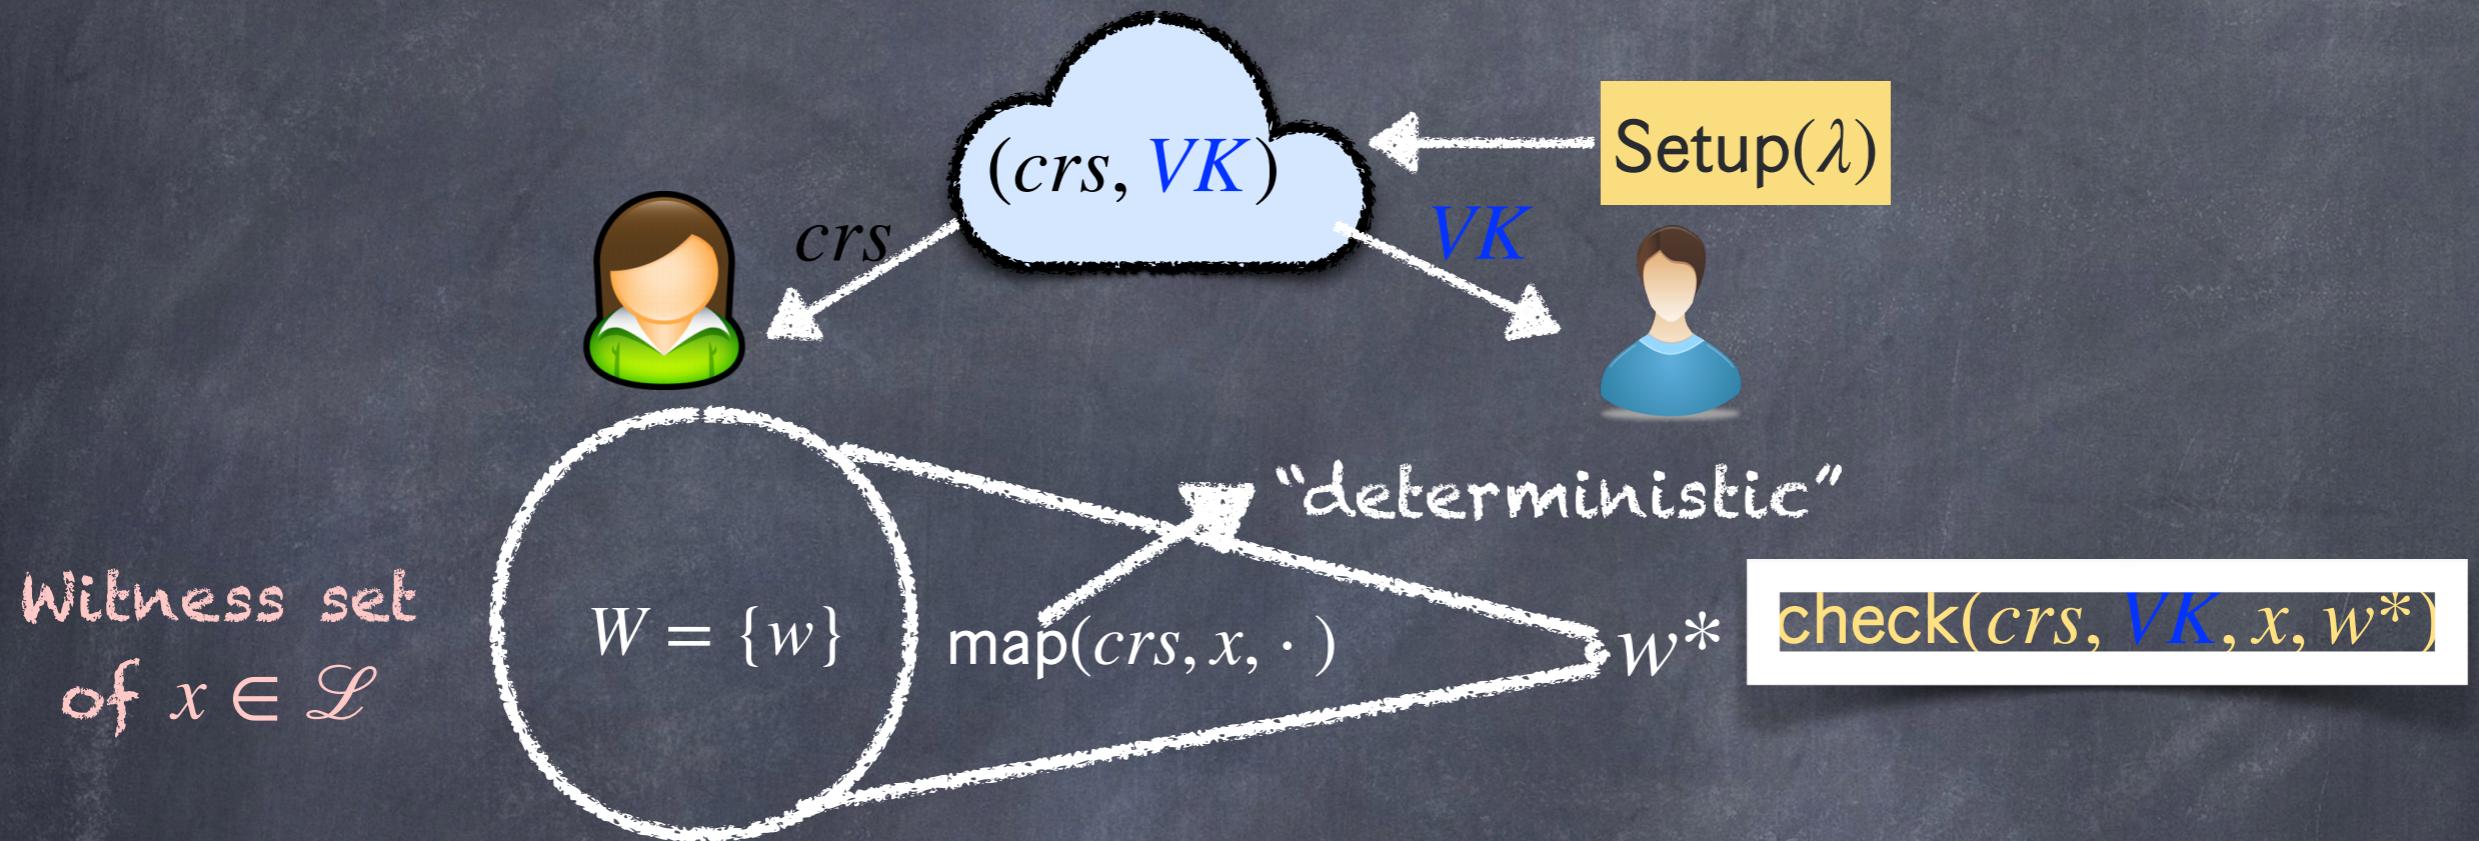 (crs, VK)
Setup(λ)
crs
VK
"deterministic"
Witness set
of x ∈ ℒ
W = {w}
map(crs, x, · )
w*
check(crs, VK, x, w*)